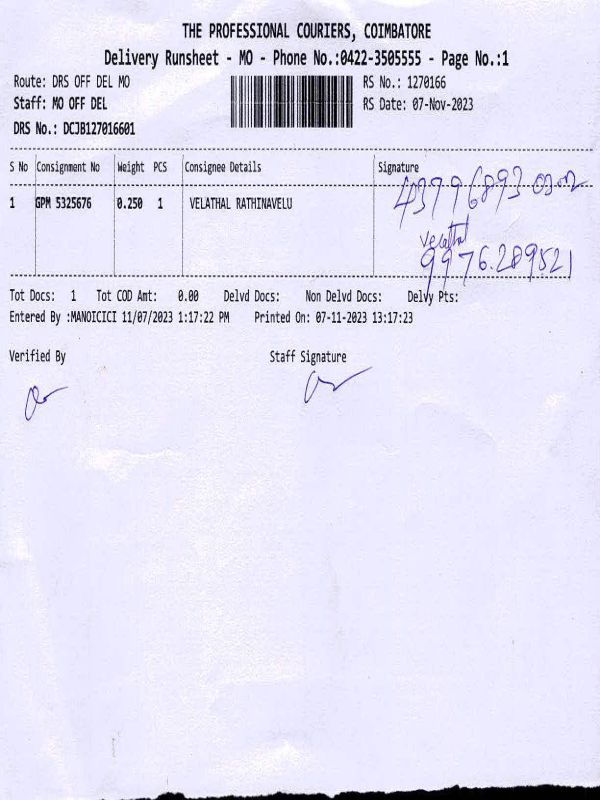 THE PROFESSIONAL COURIERS, COIMBATORE
Delivery Runsheet - MO - Phone No.:0422-3505555 - Page No.:1
Route: DRS OFF DEL MO
RS No.: 1270166
Staff: MO OFF DEL
RS Date: 07-Nov-2023
DRS No.: DCJB127016601
S No Consignment No Weight PCS Consignee Details Signature
1 GPM 5325676 0.250 1 VELATHAL RATHINAVELU
Velathal
9976289521
Tot Docs: 1 Tot COD Amt: 0.00 Delvd Docs: Non Delvd Docs: Delvy Pts:
Entered By :MANOICICI 11/07/2023 1:17:22 PM Printed On: 07-11-2023 13:17:23
Verified By Staff Signature